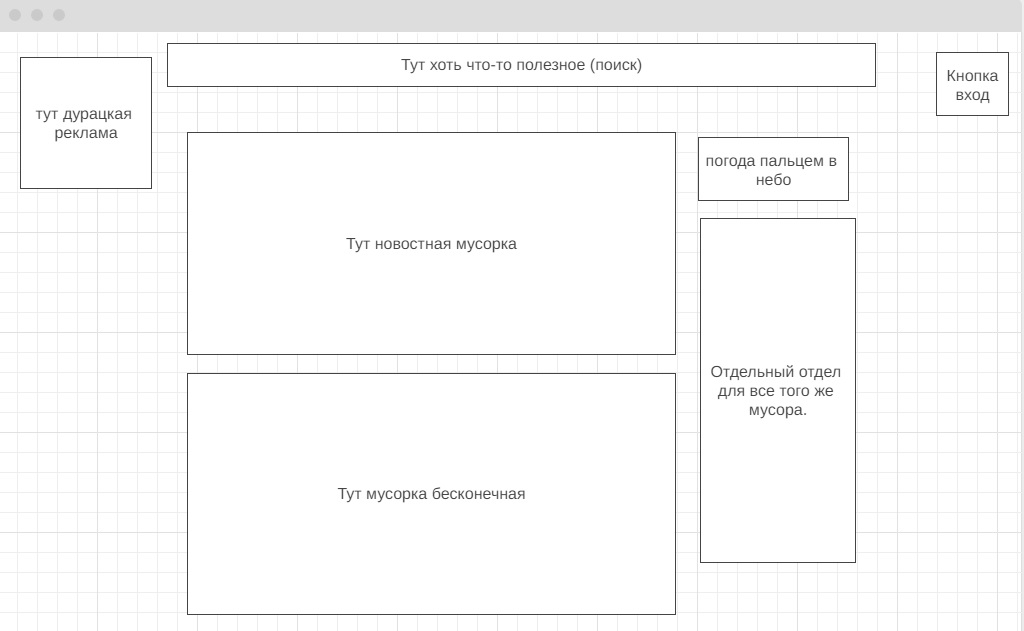 Тут хоть что-то полезное (поиск)
Кнопка
вход
тут дурацкая
реклама
погода пальцем в
небо
Тут новостная мусорка
Отдельный отдел
для все того же
мусора.
Тут мусорка бесконечная